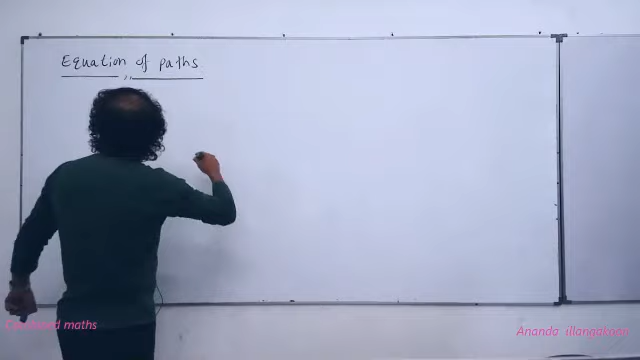 Equation of paths
Combined maths
Ananda illangakoon